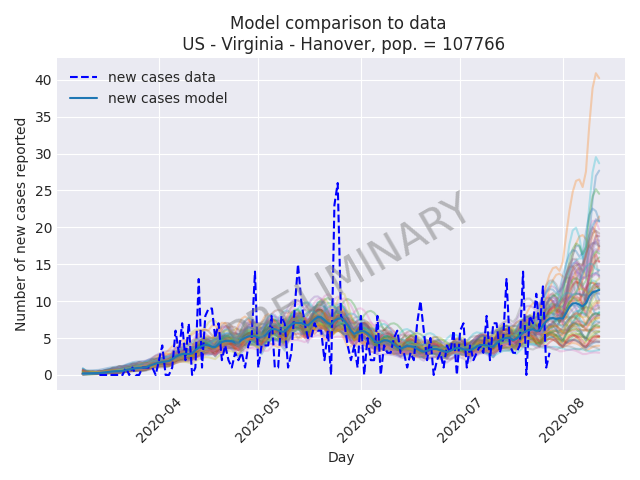 Model comparison to data
US - Virginia - Hanover, pop. = 107766
new cases data
new cases model
PRELIMINARY
Number of new cases reported
40
35
30
25
20
15
10
5
0
2020-04
2020-05
2020-06
2020-07
2020-08
Day